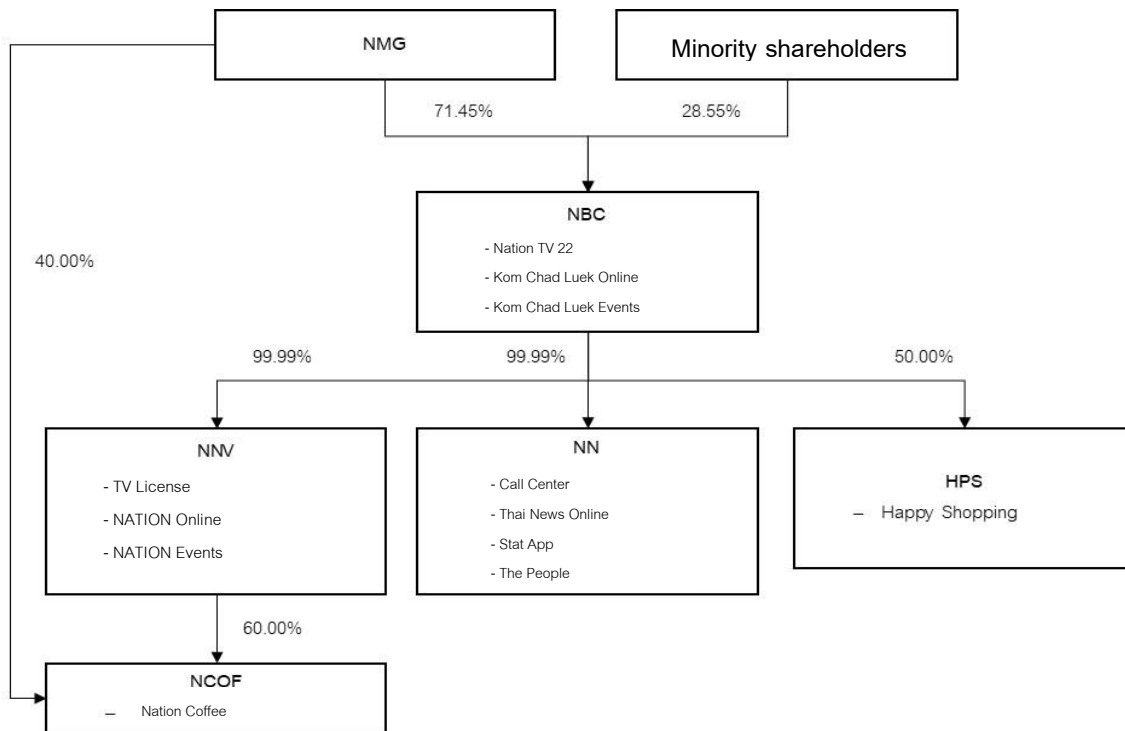 NMG
Minority shareholders
71.45%
28.55%
NBC
- Nation TV 22
- Kom Chad Luek Online
- Kom Chad Luek Events
40.00%
99.99%
99.99%
50.00%
NNV
- TV License
- NATION Online
- NATION Events
NN
- Call Center
- Thai News Online
- Stat App
- The People
HPS
– Happy Shopping
60.00%
NCOF
– Nation Coffee